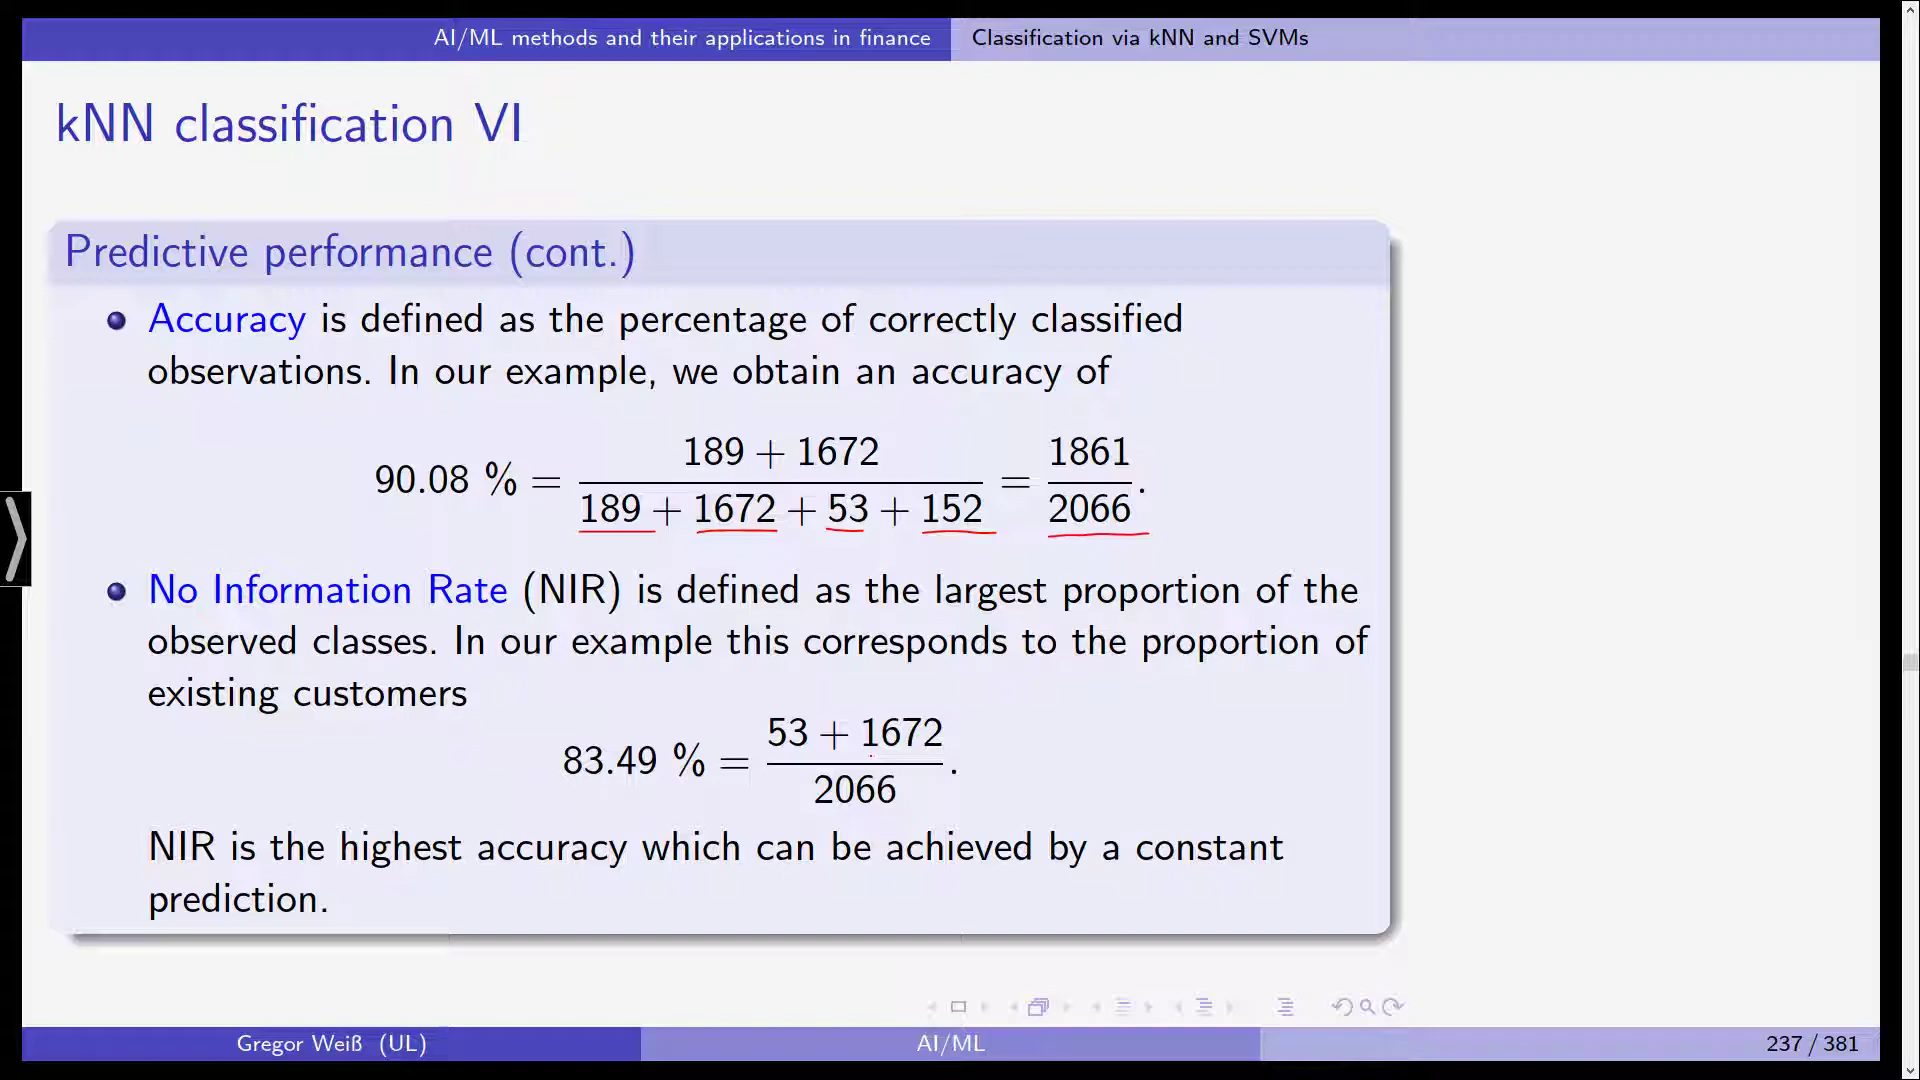 AI/ML methods and their applications in finance Classification via kNN and SVMs
kNN classification VI
Predictive performance (cont.)
Accuracy is defined as the percentage of correctly classified
observations. In our example, we obtain an accuracy of
90.08 % = (189 + 1672) / (189 + 1672 + 53 + 152) = 1861 / 2066.
No Information Rate (NIR) is defined as the largest proportion of the
observed classes. In our example this corresponds to the proportion of
existing customers
83.49 % = (53 + 1672) / 2066.
NIR is the highest accuracy which can be achieved by a constant
prediction.
Gregor Weiß (UL) AI/ML 237 / 381